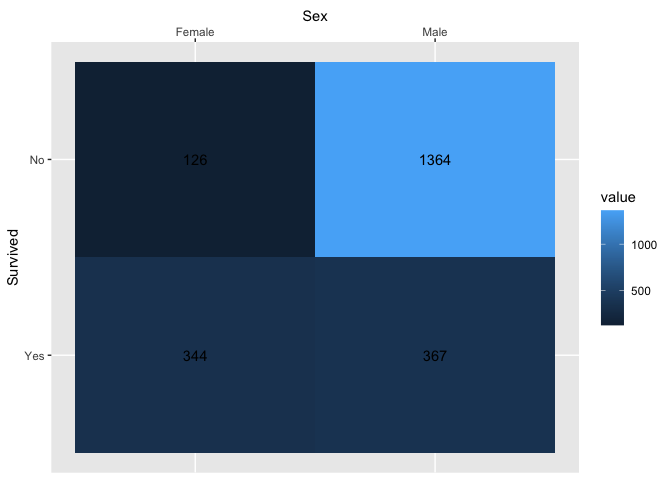 Sex
Female Male
No 126 1364
value
1000
Survived
500
Yes 344 367